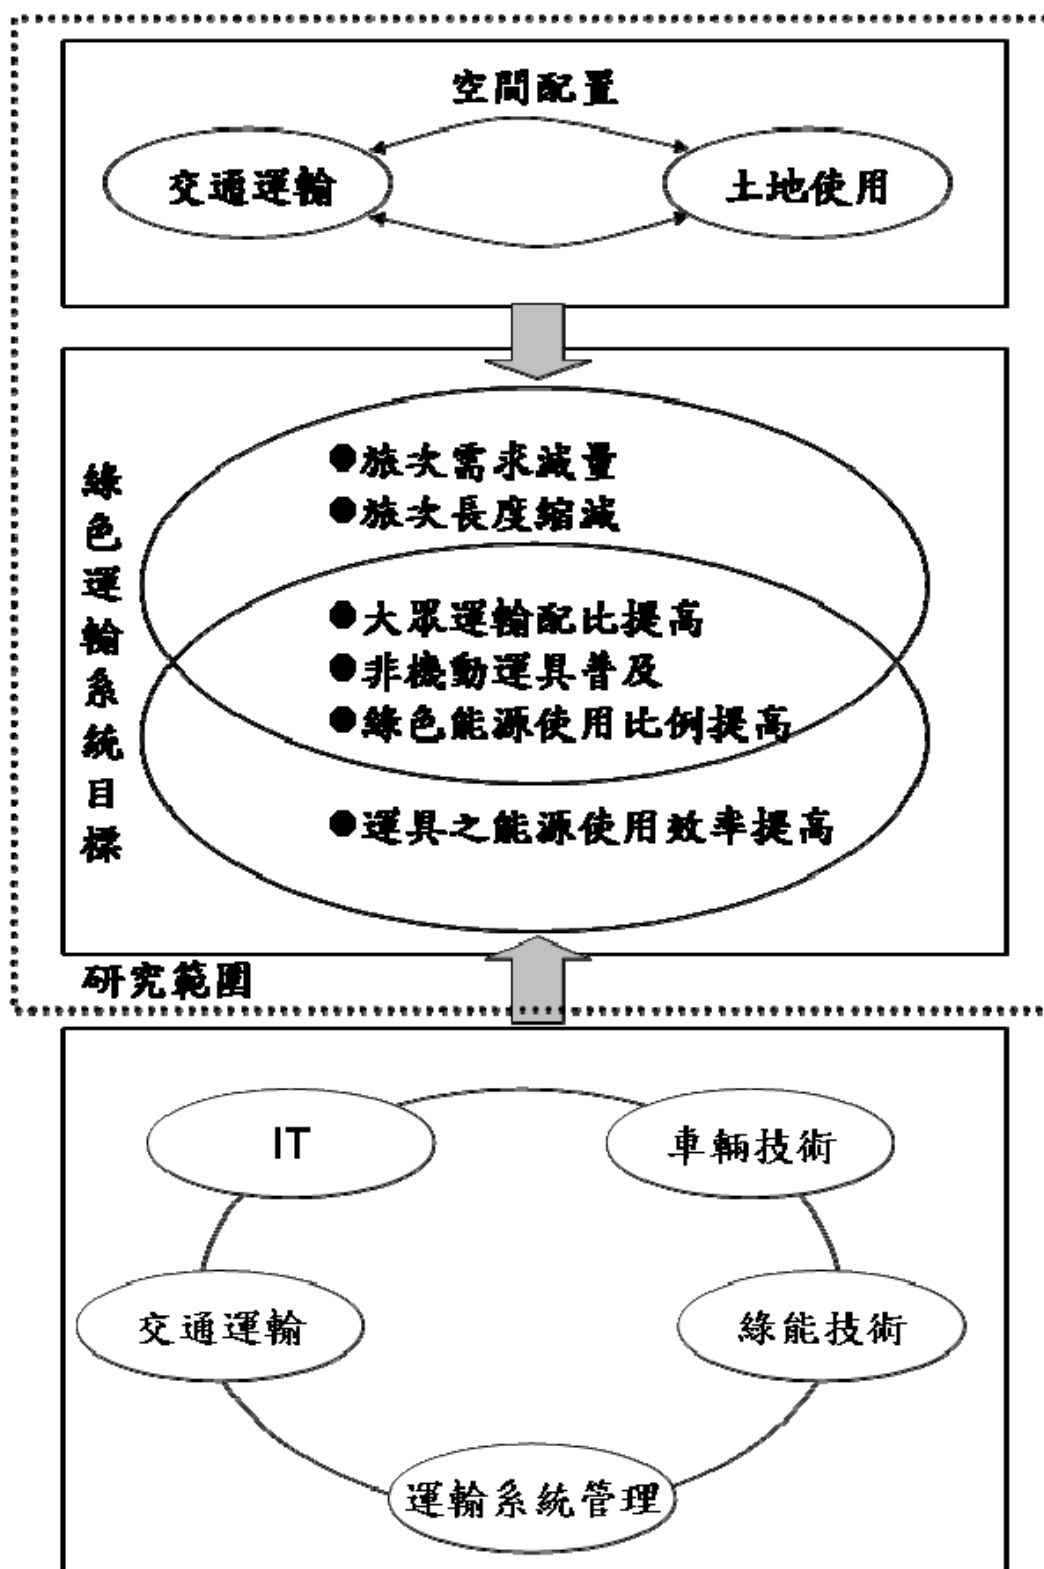 空間配置
交通運輸
土地使用
綠色運輸系統目標
●旅次需求減量
●旅次長度縮減
●大眾運輸配比提高
●非機動運具普及
●綠色能源使用比例提高
●運具之能源使用效率提高
研究範圍
IT
車輛技術
交通運輸
綠能技術
運輸系統管理